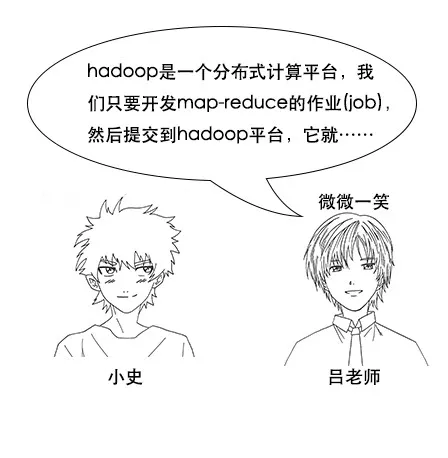 hadoop是一个分布式计算平台，我
们只要开发map-reduce的作业(job)，
然后提交到hadoop平台，它就……
微微一笑
小史
吕老师